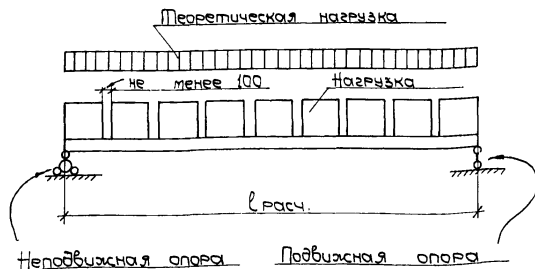 Теоретическая нагрузка
не менее 100
Нагрузка
l расч.
Неподвижная опора
Подвижная опора